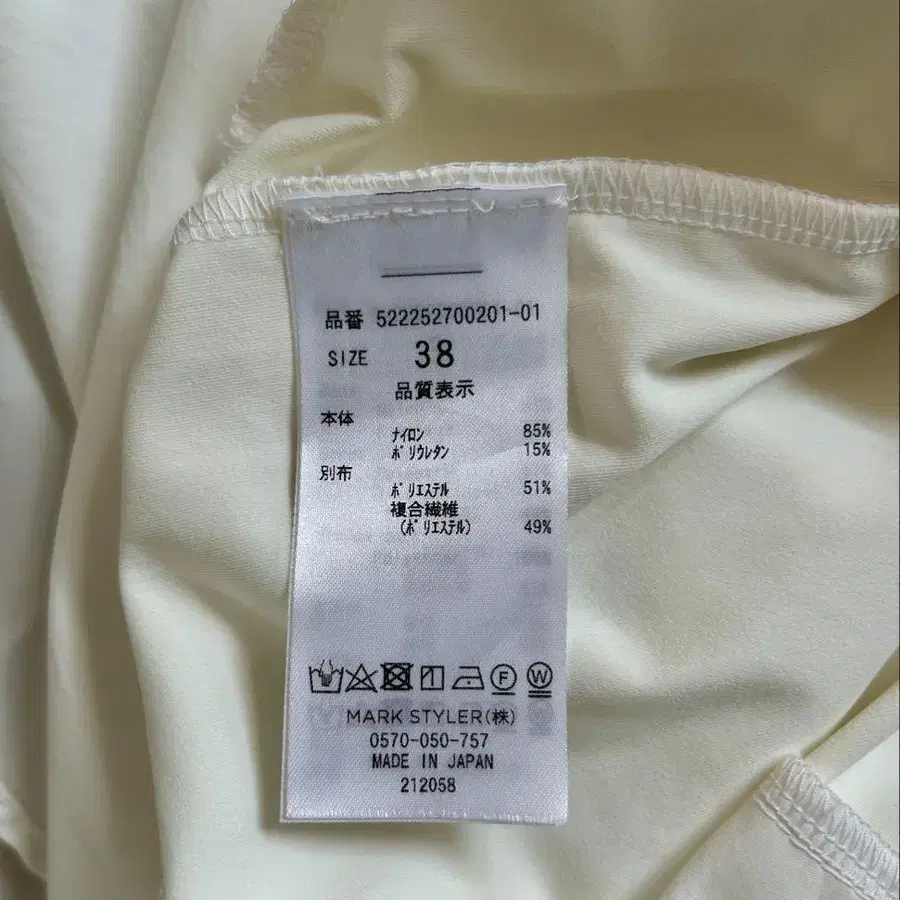 品番 522252700201-01
SIZE 38
品質表示
本体
ナイロン 85%
ポリウレタン 15%
別布
ポリエステル 51%
複合繊維
(ポリエステル) 49%
F W
MARK STYLER(株)
0570-050-757
MADE IN JAPAN
212058